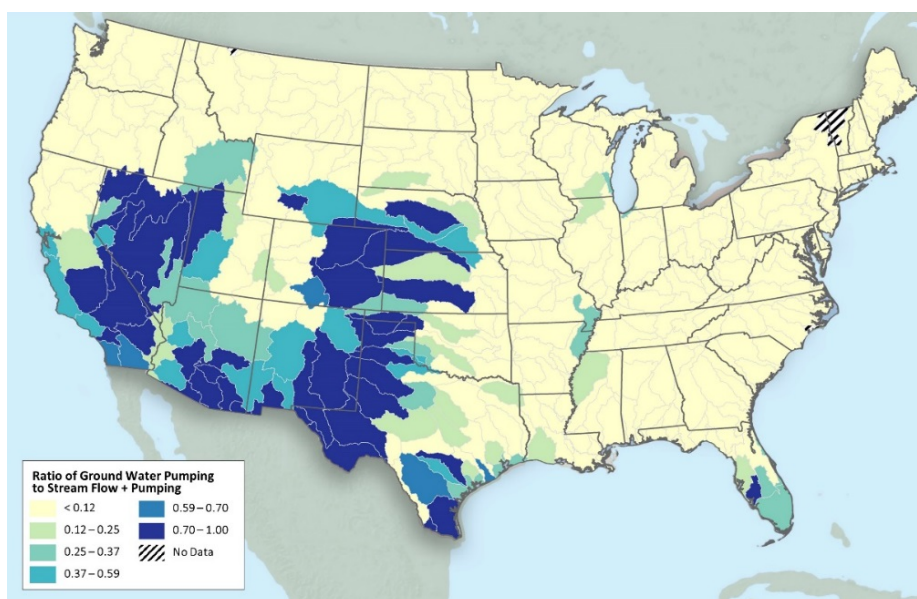 Ratio of Ground Water Pumping
to Stream Flow + Pumping
< 0.12
0.12 – 0.25
0.25 – 0.37
0.37 – 0.59
0.59 – 0.70
0.70 – 1.00
No Data